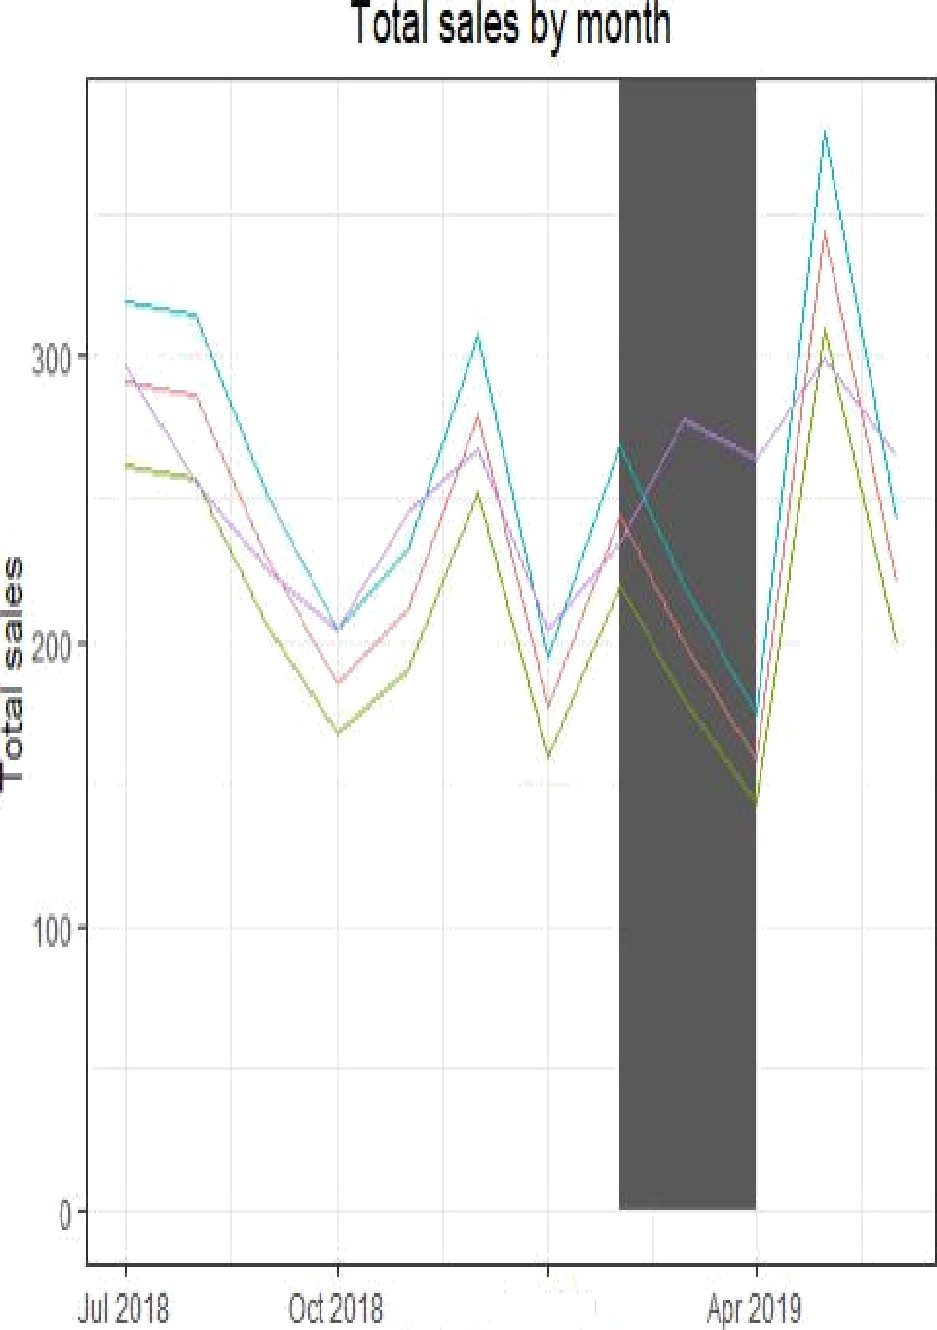 Total sales by month
Total sales
300
200
100
0
Jul 2018
Oct 2018
Apr 2019